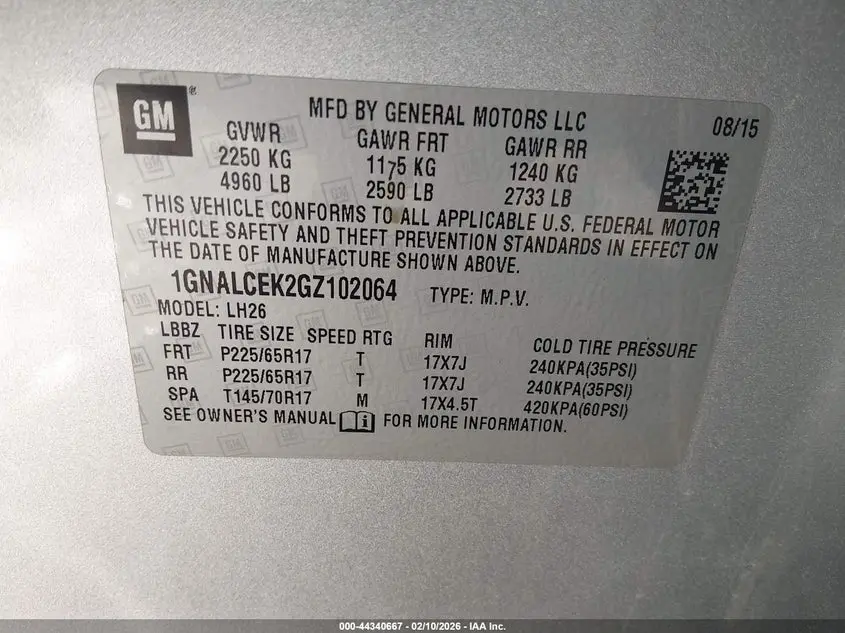 GM ®
MFD BY GENERAL MOTORS LLC 08/15
GVWR GAWR FRT GAWR RR
2250 KG 1175 KG 1240 KG
4960 LB 2590 LB 2733 LB
THIS VEHICLE CONFORMS TO ALL APPLICABLE U.S. FEDERAL MOTOR
VEHICLE SAFETY AND THEFT PREVENTION STANDARDS IN EFFECT ON
THE DATE OF MANUFACTURE SHOWN ABOVE.
1GNALCEK2GZ102064 TYPE: M.P.V.
MODEL: LH26
LBBZ TIRE SIZE SPEED RTG RIM COLD TIRE PRESSURE
FRT P225/65R17 T 17X7J 240KPA(35PSI)
RR P225/65R17 T 17X7J 240KPA(35PSI)
SPA T145/70R17 M 17X4.5T 420KPA(60PSI)
SEE OWNER'S MANUAL i FOR MORE INFORMATION.
000-44340667 - 02/10/2026 - IAA Inc.